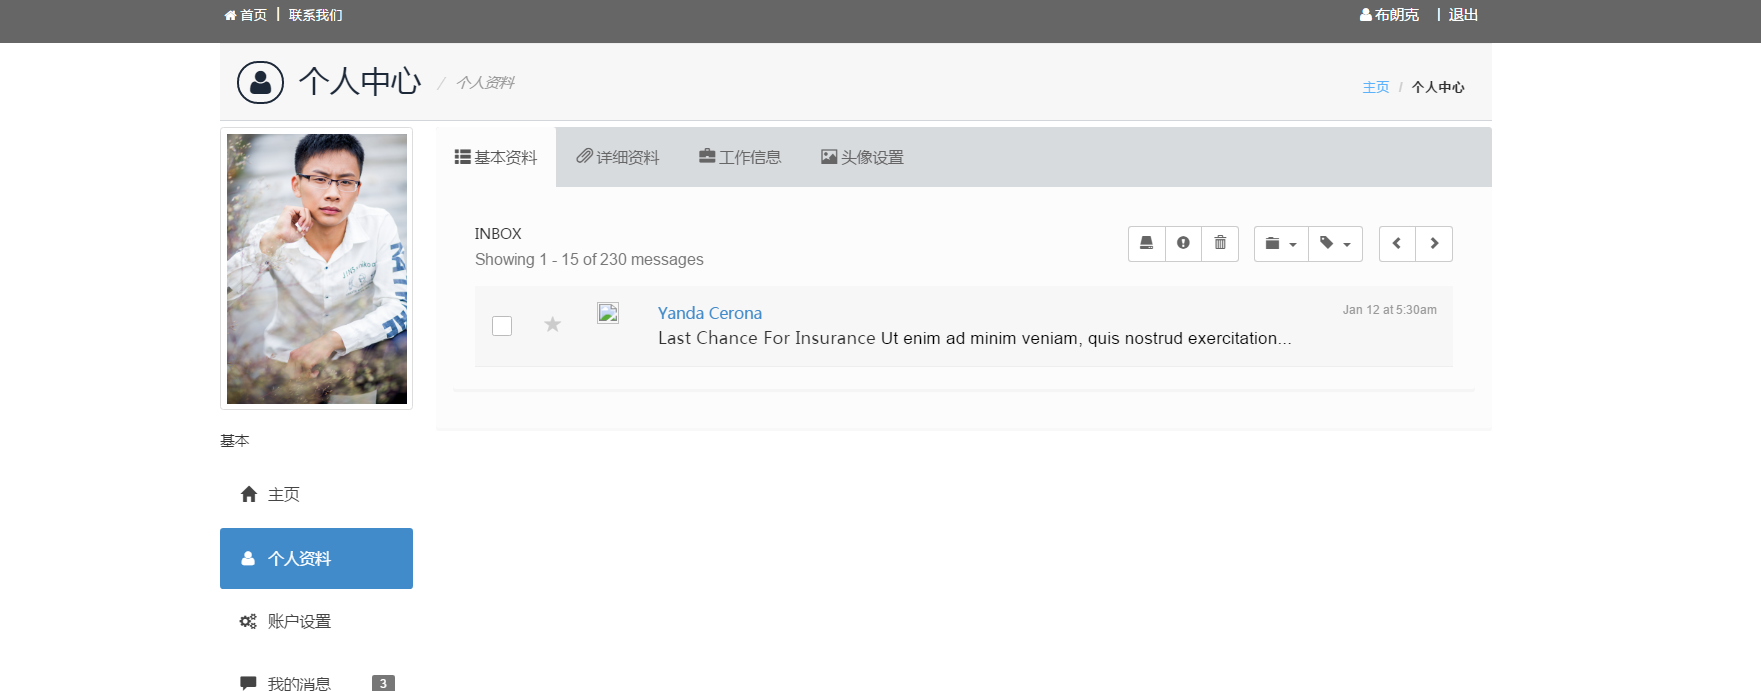 首页 | 联系我们
布朗克 | 退出
个人中心 / 个人资料
主页 / 个人中心
基本资料
详细资料
工作信息
头像设置
INBOX
Showing 1 - 15 of 230 messages
Yanda Cerona
Jan 12 at 5:30am
Last Chance For Insurance Ut enim ad minim veniam, quis nostrud exercitation...
基本
主页
个人资料
账户设置
我的消息 3